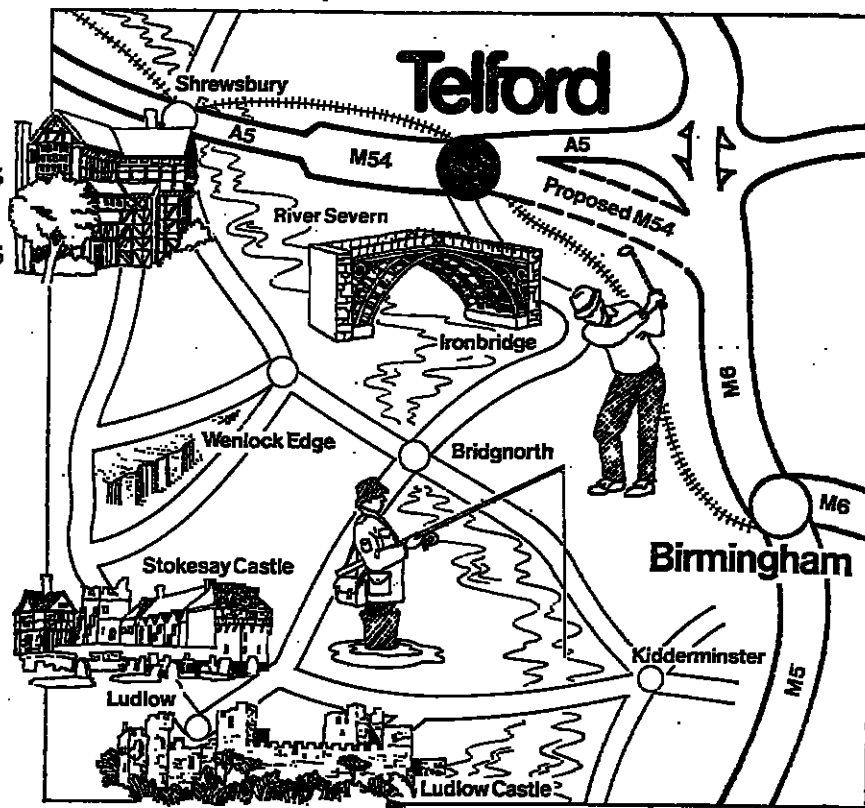 Telford
Shrewsbury
A5
M54
A5
Proposed M54
River Severn
Ironbridge
M6
Wenlock Edge
Bridgnorth
M6
Birmingham
Stokesay Castle
Kidderminster
M5
Ludlow
Ludlow Castle